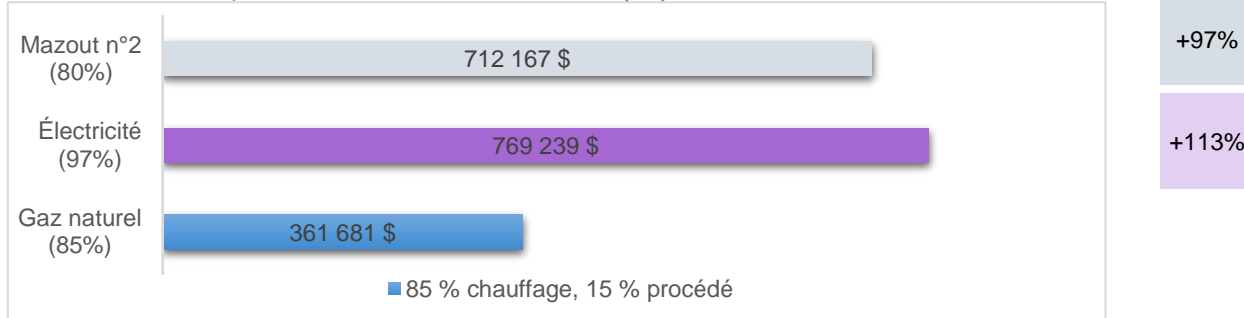 Mazout n°2
(80%)
712 167 $
+97%
Électricité
(97%)
769 239 $
+113%
Gaz naturel
(85%)
361 681 $
85 % chauffage, 15 % procédé